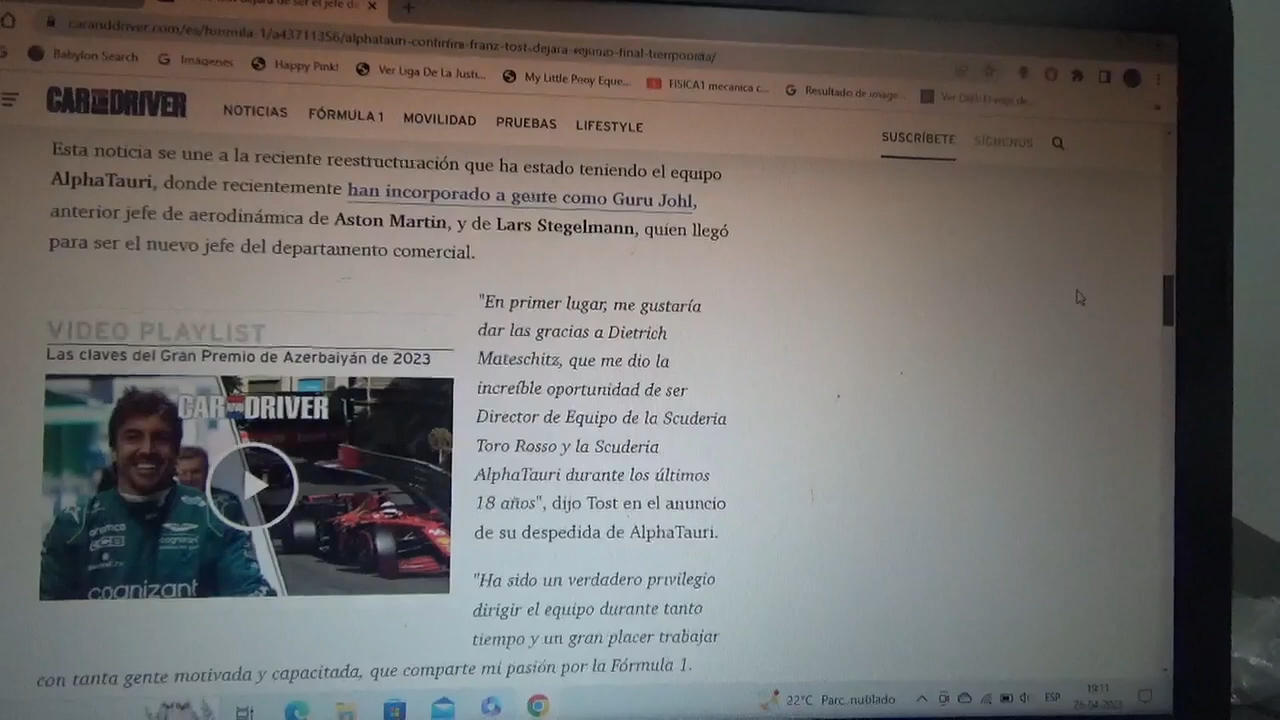 caranddriver.com/es/formula-1/a43711356/alphatauri-confirma-franz-tost-dejara-equipo-final-temporada/
Babylon Search Imágenes Happy Pink! Ver Liga De La Justi... My Little Pony Eque... FISICA1 mecanica c... Resultado de image...
CAR AND DRIVER NOTICIAS FÓRMULA 1 MOVILIDAD PRUEBAS LIFESTYLE SUSCRÍBETE SÍGUENOS
Esta noticia se une a la reciente reestructuración que ha estado teniendo el equipo
AlphaTauri, donde recientemente han incorporado a gente como Guru Johl,
anterior jefe de aerodinámica de Aston Martin, y de Lars Stegelmann, quien llegó
para ser el nuevo jefe del departamento comercial.
VIDEO PLAYLIST
Las claves del Gran Premio de Azerbaiyán de 2023
CAR AND DRIVER
aramco
cognizant
"En primer lugar, me gustaría
dar las gracias a Dietrich
Mateschitz, que me dio la
increíble oportunidad de ser
Director de Equipo de la Scuderia
Toro Rosso y la Scuderia
AlphaTauri durante los últimos
18 años", dijo Tost en el anuncio
de su despedida de AlphaTauri.
"Ha sido un verdadero privilegio
dirigir el equipo durante tanto
tiempo y un gran placer trabajar
con tanta gente motivada y capacitada, que comparte mi pasión por la Fórmula 1.
22°C Parc. nublado ESP 19:11
26-04-2023